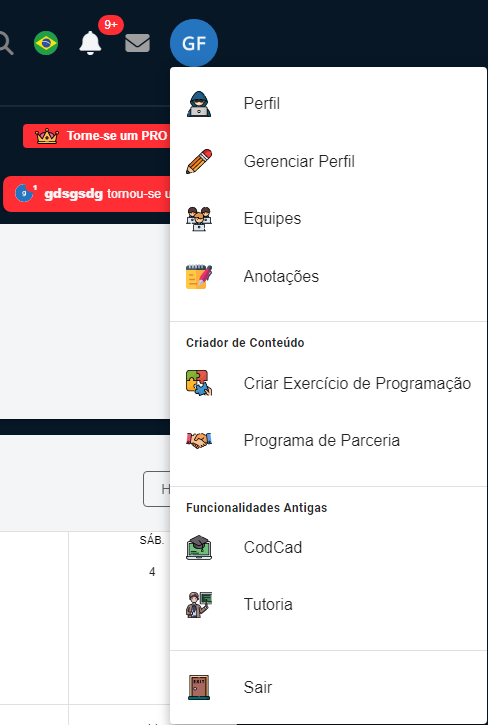 9+
GF
Perfil
Torne-se um PRO
Gerenciar Perfil
gdsgsdg tornou-se u
Equipes
Anotações
Criador de Conteúdo
Criar Exercício de Programação
Programa de Parceria
H
Funcionalidades Antigas
SÁB.
CodCad
4
Tutoria
Sair